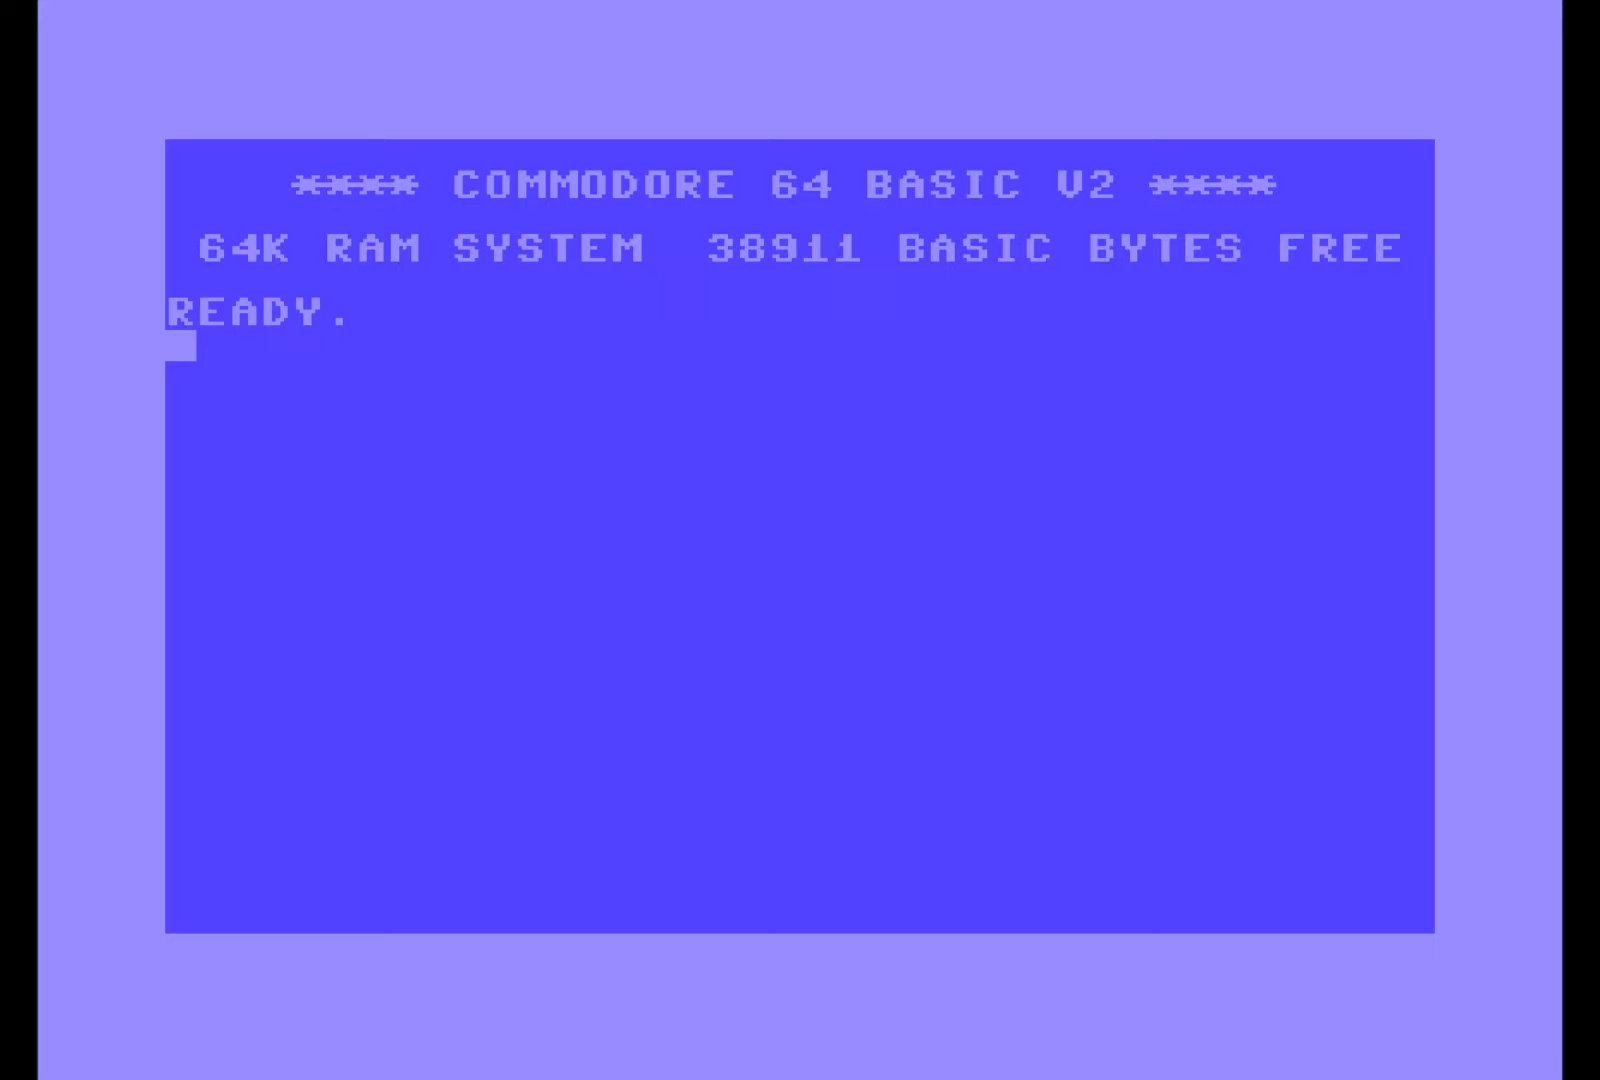 **** COMMODORE 64 BASIC V2 ****
64K RAM SYSTEM  38911 BASIC BYTES FREE
READY.